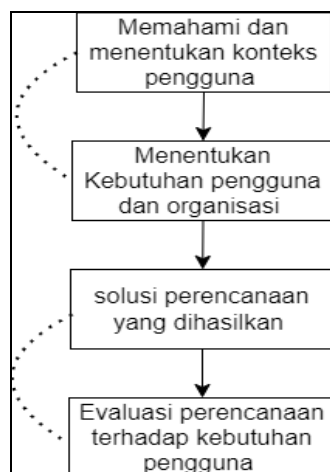 Memahami dan
menentukan konteks
pengguna
Menentukan
Kebutuhan pengguna
dan organisasi
solusi perencanaan
yang dihasilkan
Evaluasi perencanaan
terhadap kebutuhan
pengguna